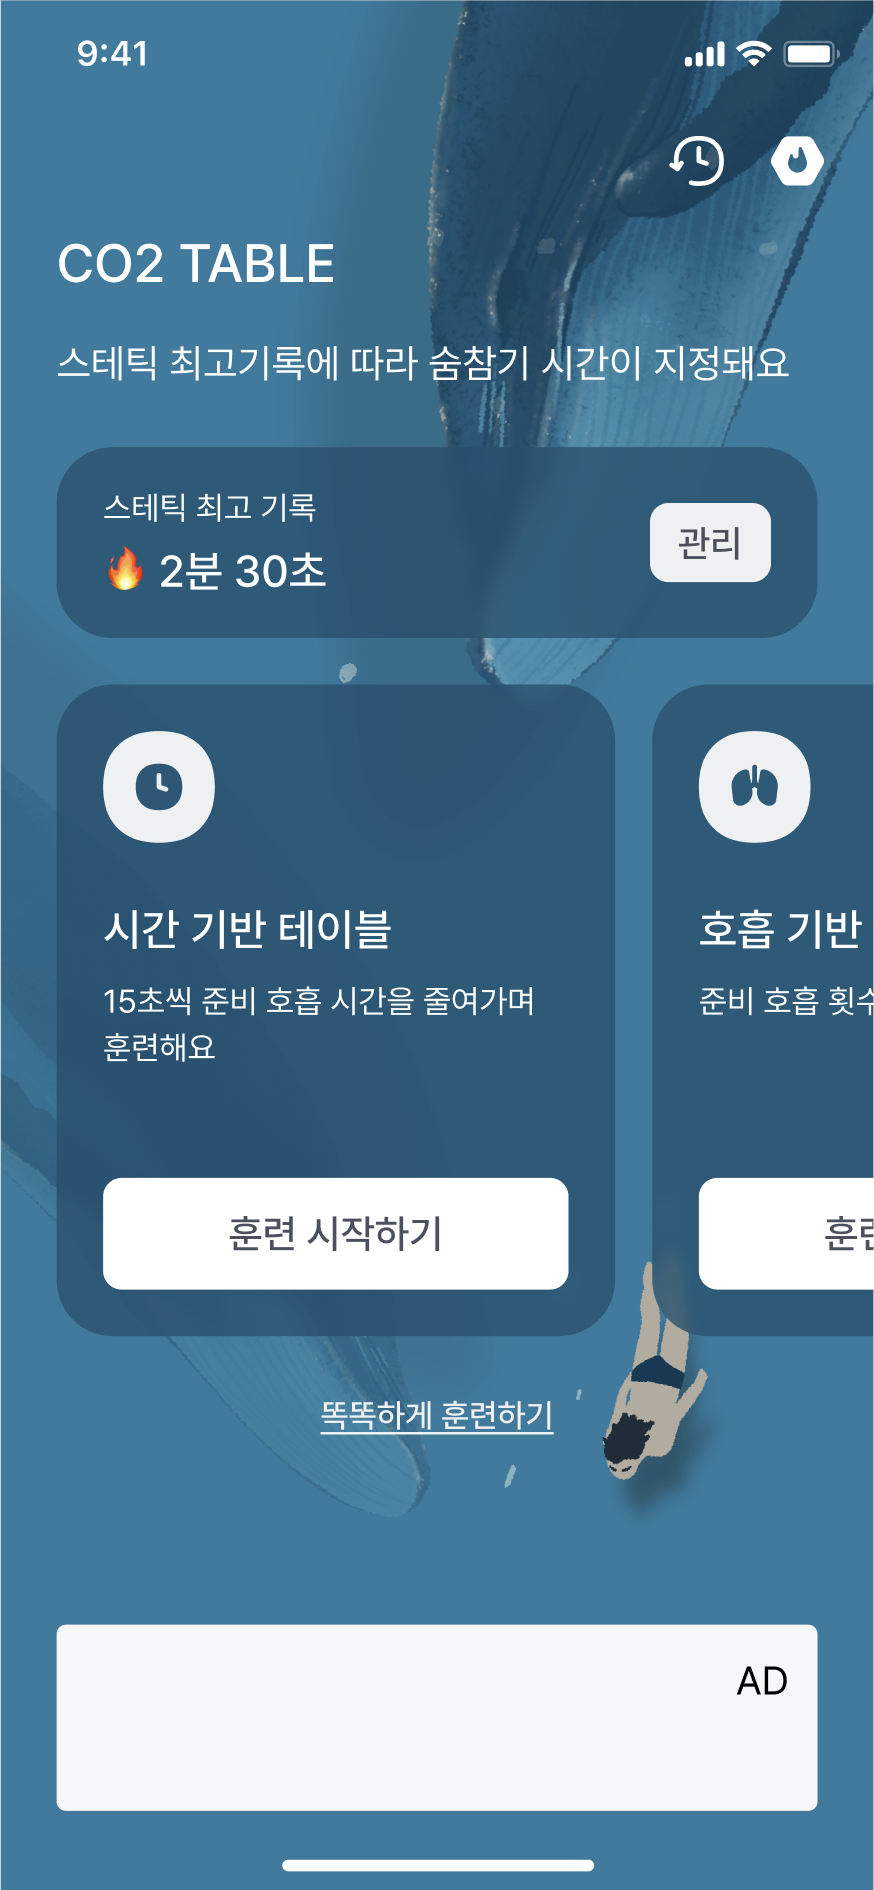 9:41
CO2 TABLE
스테틱 최고기록에 따라 숨참기 시간이 지정돼요
스테틱 최고 기록
🔥 2분 30초
관리
시간 기반 테이블
15초씩 준비 호흡 시간을 줄여가며
훈련해요
훈련 시작하기
호흡 기반
준비 호흡 횟수
훈련
똑똑하게 훈련하기
AD